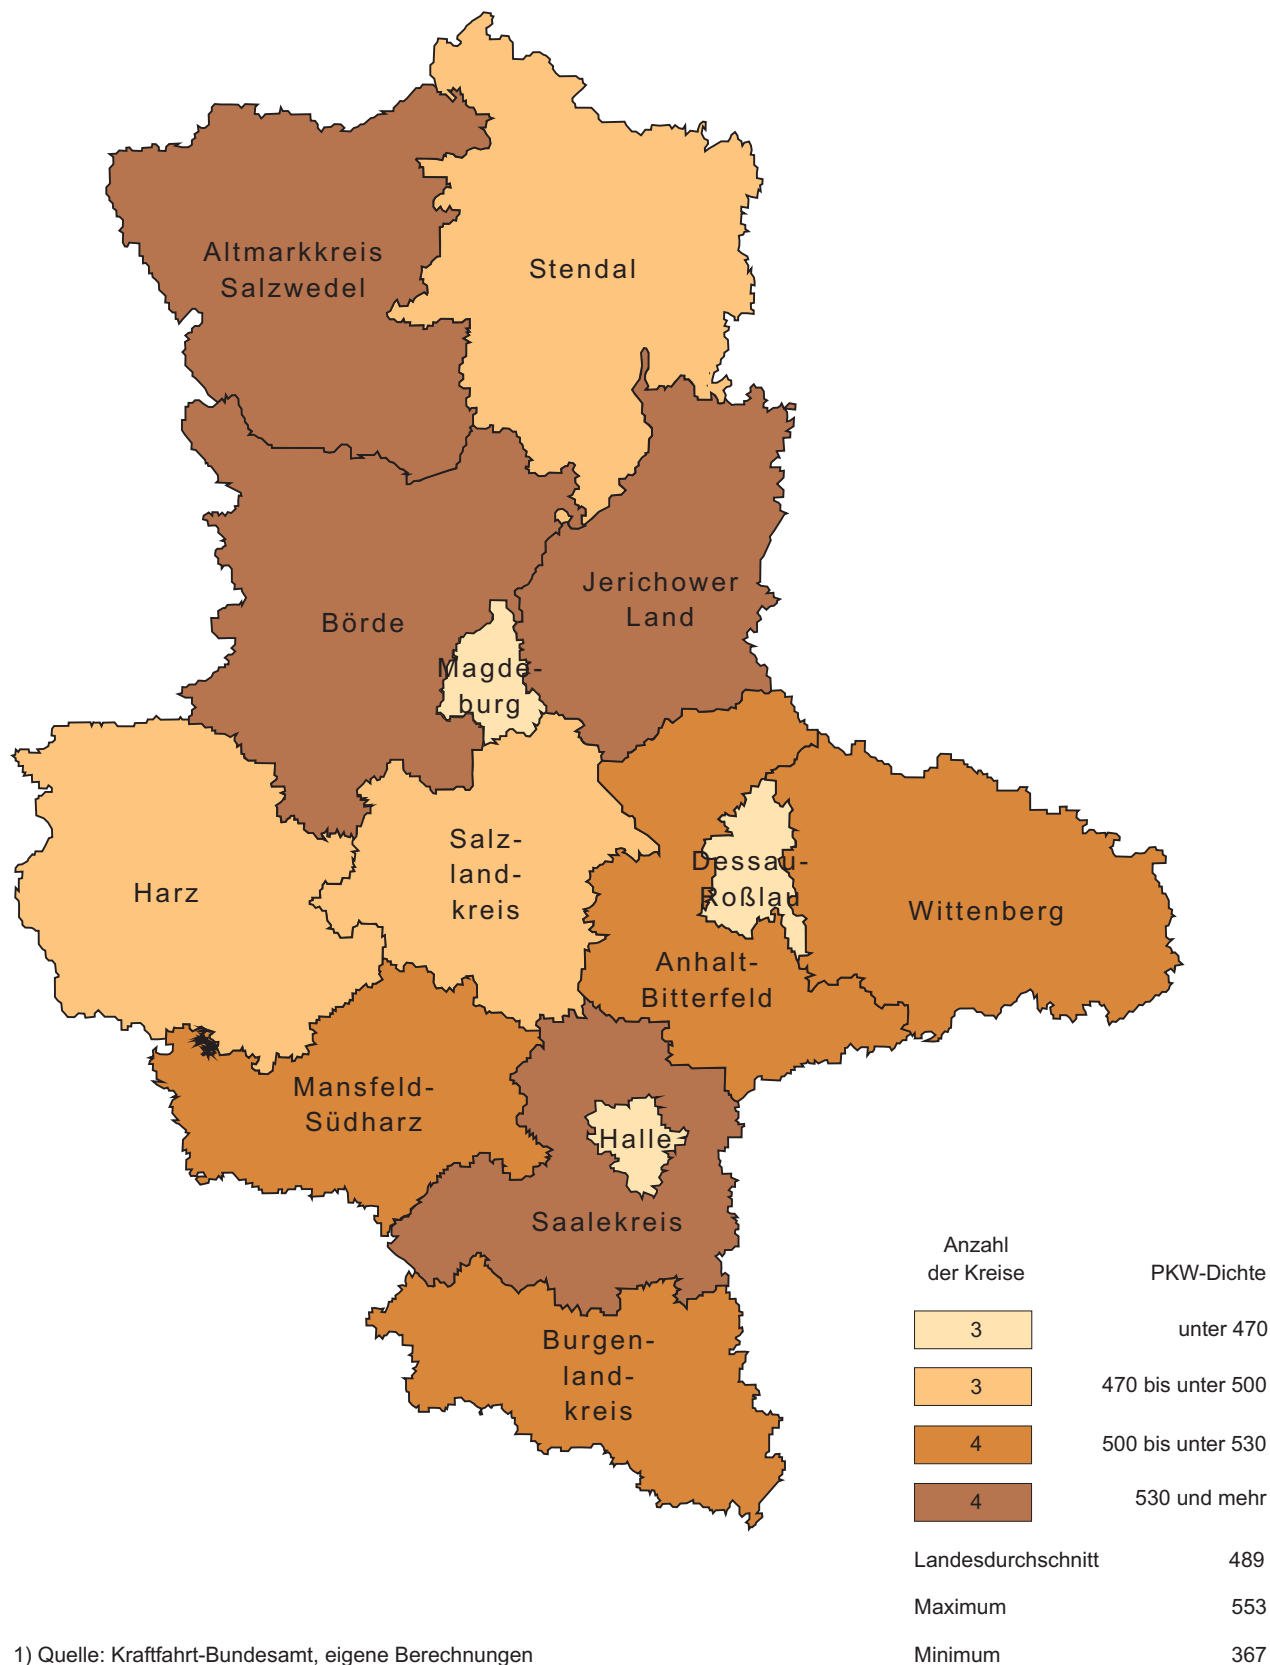 Altmarkkreis
Salzwedel
Stendal
Jerichower
Land
Börde
Magde-
burg
Salz-
land-
kreis
Harz
Dessau-
Roßlau
Wittenberg
Anhalt-
Bitterfeld
Mansfeld-
Südharz
Halle
Saalekreis
Burgen-
land-
kreis
Anzahl
der Kreise PKW-Dichte
3 unter 470
3 470 bis unter 500
4 500 bis unter 530
4 530 und mehr
Landesdurchschnitt 489
Maximum 553
Minimum 367
1) Quelle: Kraftfahrt-Bundesamt, eigene Berechnungen